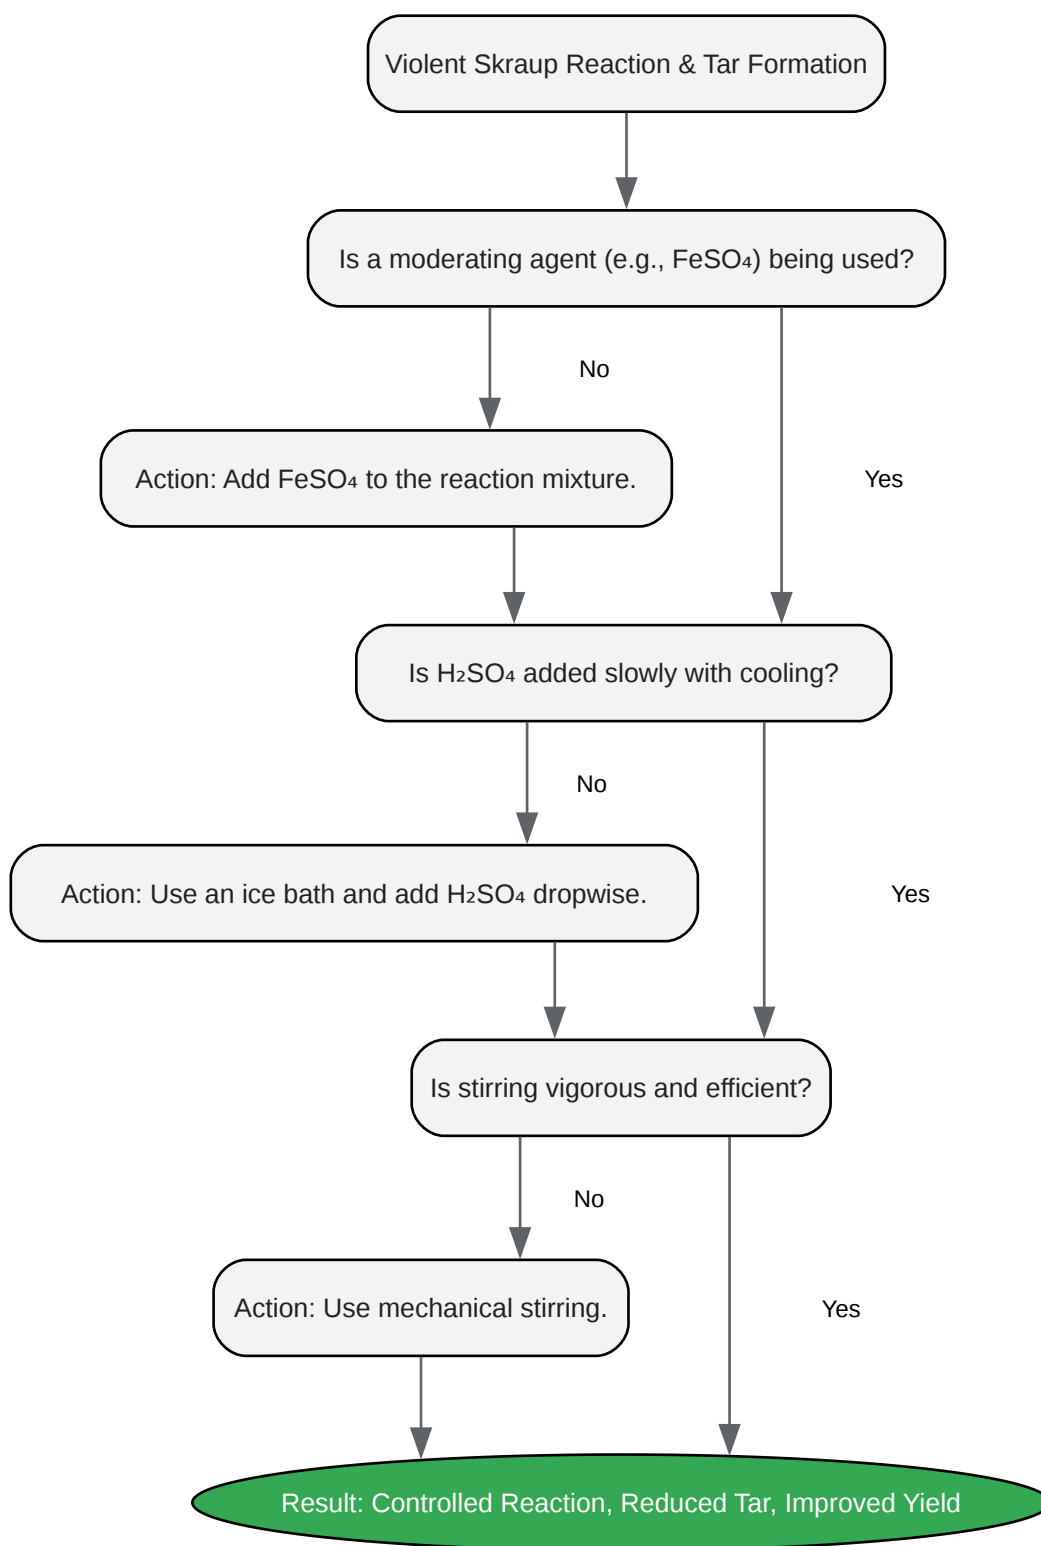 Violent Skraup Reaction & Tar Formation
Is a moderating agent (e.g., FeSO₄) being used?
No
Action: Add FeSO₄ to the reaction mixture.
Yes
Is H₂SO₄ added slowly with cooling?
No
Action: Use an ice bath and add H₂SO₄ dropwise.
Yes
Is stirring vigorous and efficient?
No
Action: Use mechanical stirring.
Yes
Result: Controlled Reaction, Reduced Tar, Improved Yield